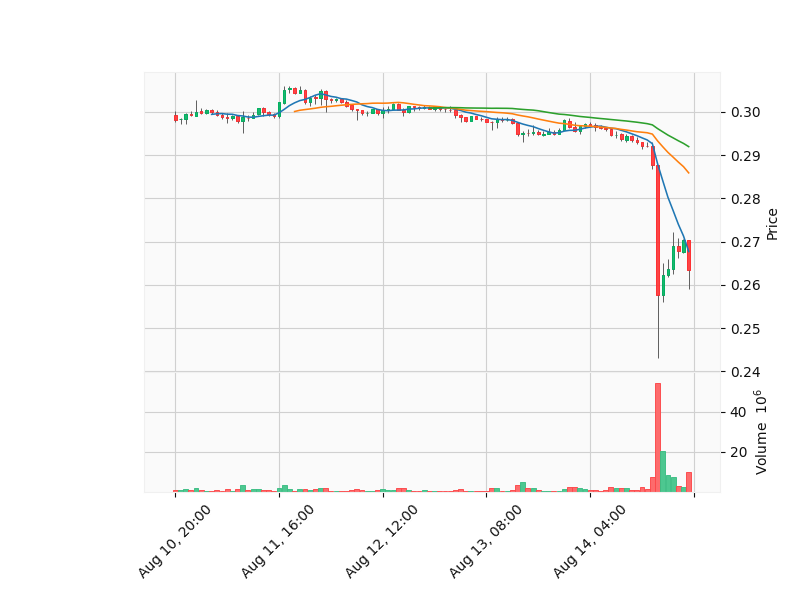 0.30
0.29
0.28
0.27
0.26
0.25
0.24
Price
40
20
Volume 10⁶
Aug 10, 20:00
Aug 11, 16:00
Aug 12, 12:00
Aug 13, 08:00
Aug 14, 04:00